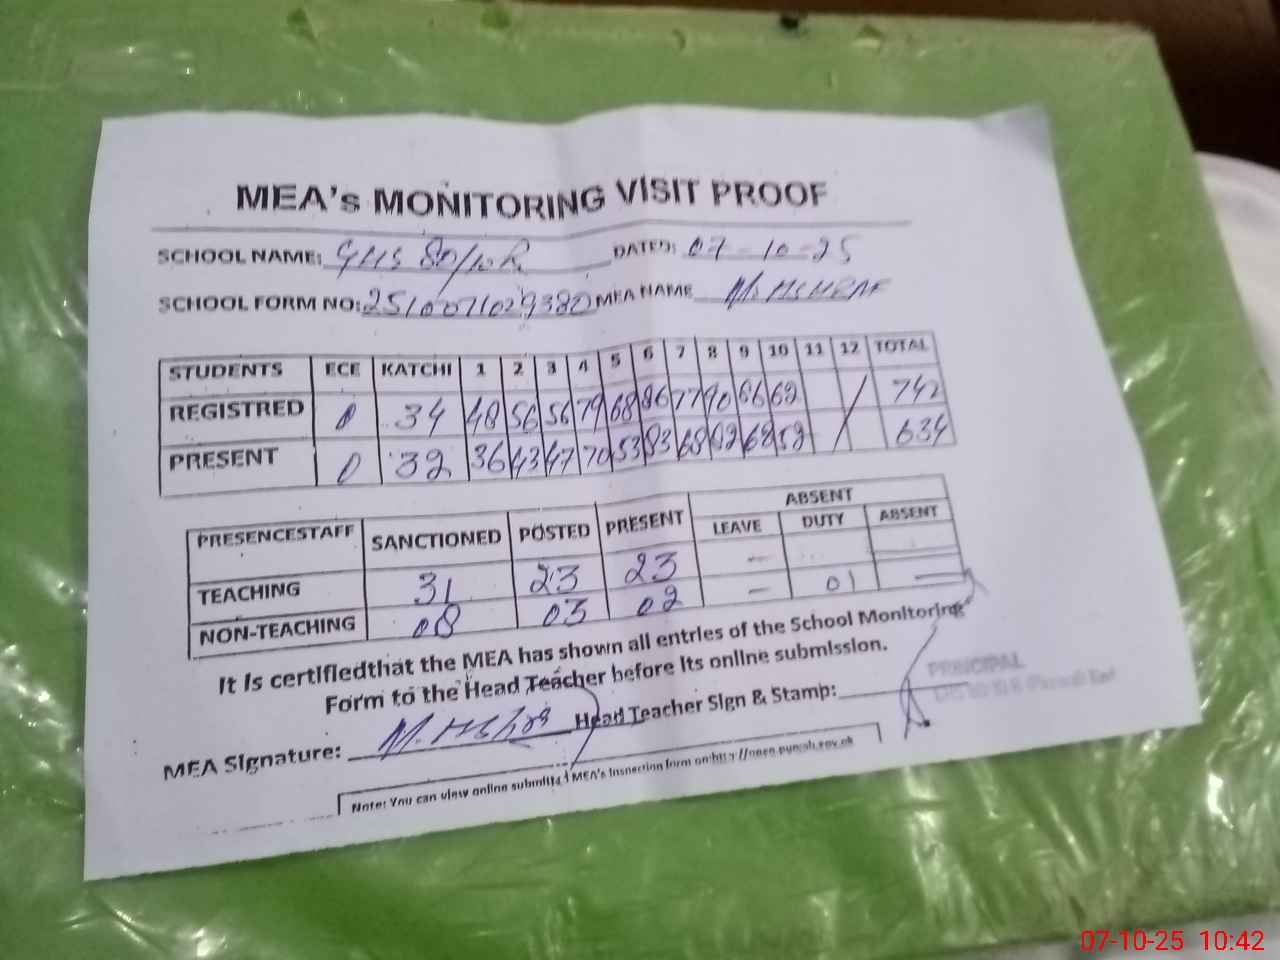 MEA's MONITORING VISIT PROOF
SCHOOL NAME: GHS 80/10R DATED: 07-10-25
SCHOOL FORM NO: 2510071029380 MEA NAME M.
STUDENTS ECE KATCHI 1 2 3 4 5 6 7 8 9 10 11 12 TOTAL
REGISTRED 0 34 48 56 56 79 68 86 77 90 66 62 / 742
PRESENT 0 32 36 43 47 70 53 83 68 82 68 52 / 634
ABSENT
PRESENCESTAFF SANCTIONED POSTED PRESENT LEAVE DUTY ABSENT
TEACHING 31 23 23 -
NON-TEACHING 08 03 02 - 01 -
It is certifiedthat the MEA has shown all entries of the School Monitoring
Form to the Head Teacher before its online submission.
MEA Signature: Head Teacher Sign & Stamp:
PRINCIPAL
Note: You can view online submitted MEA's Inspection form on:
07-10-25 10:42